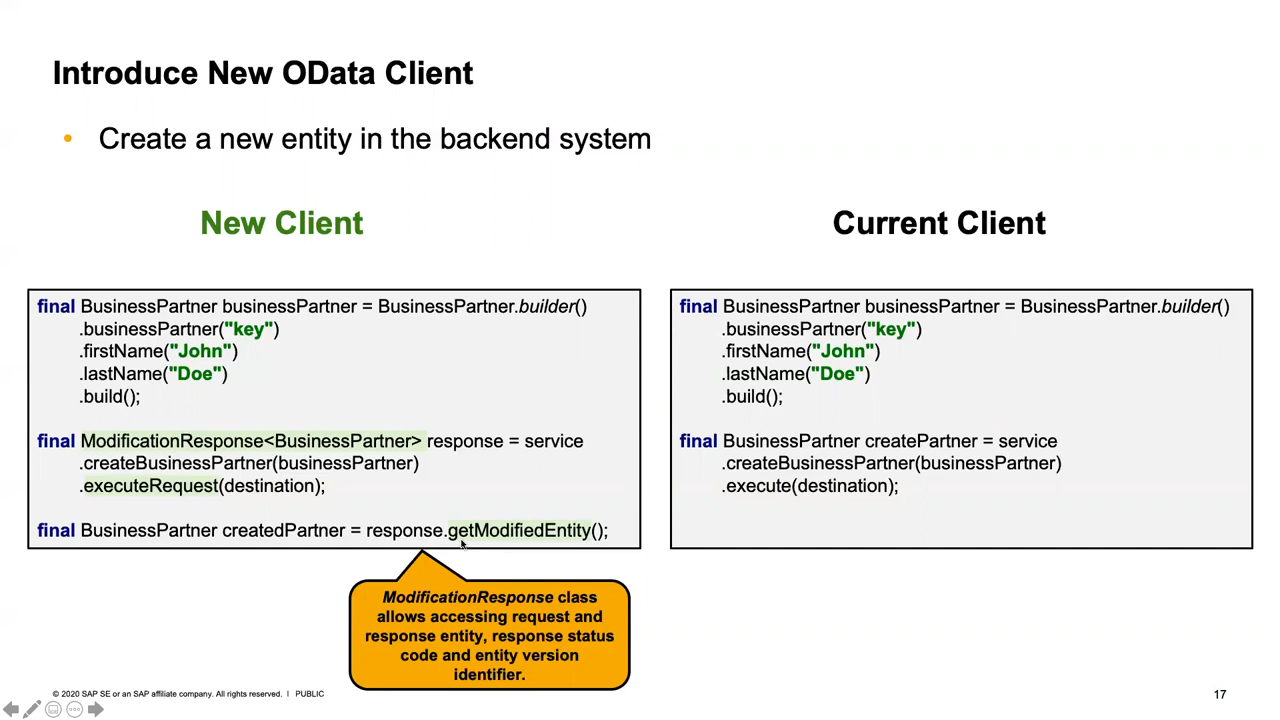 Introduce New OData Client
• Create a new entity in the backend system
New Client
Current Client
final BusinessPartner businessPartner = BusinessPartner.builder()
.businessPartner("key")
.firstName("John")
.lastName("Doe")
.build();
final ModificationResponse<BusinessPartner> response = service
.createBusinessPartner(businessPartner)
.executeRequest(destination);
final BusinessPartner createdPartner = response.getModifiedEntity();
final BusinessPartner businessPartner = BusinessPartner.builder()
.businessPartner("key")
.firstName("John")
.lastName("Doe")
.build();
final BusinessPartner createPartner = service
.createBusinessPartner(businessPartner)
.execute(destination);
ModificationResponse class
allows accessing request and
response entity, response status
code and entity version
identifier.
© 2020 SAP SE or an SAP affiliate company. All rights reserved. I PUBLIC
17